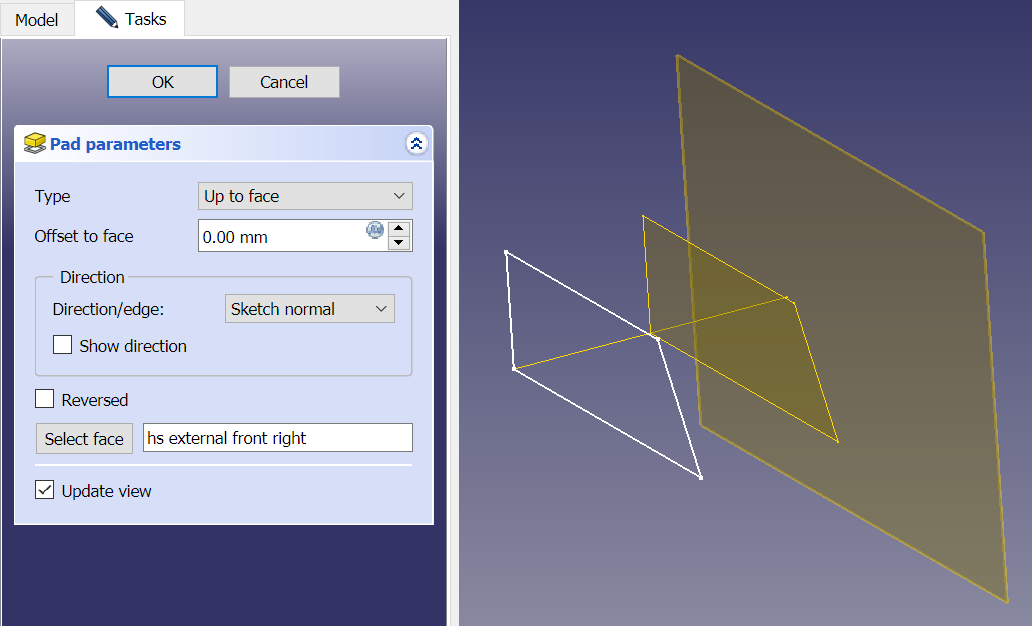 Model Tasks
OK Cancel
Pad parameters
Type Up to face
Offset to face 0.00 mm
Direction
Direction/edge: Sketch normal
Show direction
Reversed
Select face hs external front right
Update view